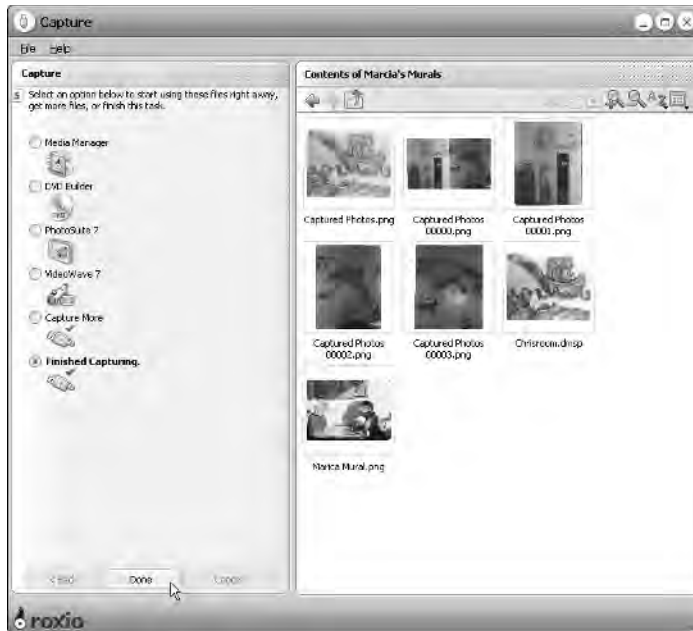 Capture
File Help
Capture
5 Select an option below to start using these files right away,
get more files, or finish this task.
Media Manager
DVD Builder
PhotoSuite 7
VideoWave 7
Capture More
Finished Capturing.
Done
Contents of Marcia's Murals
Captured Photos.png
Captured Photos
00000.png
Captured Photos
00001.png
Captured Photos
00002.png
Captured Photos
00003.png
Chrisroom.dmsp
Marica Mural.png
roxio